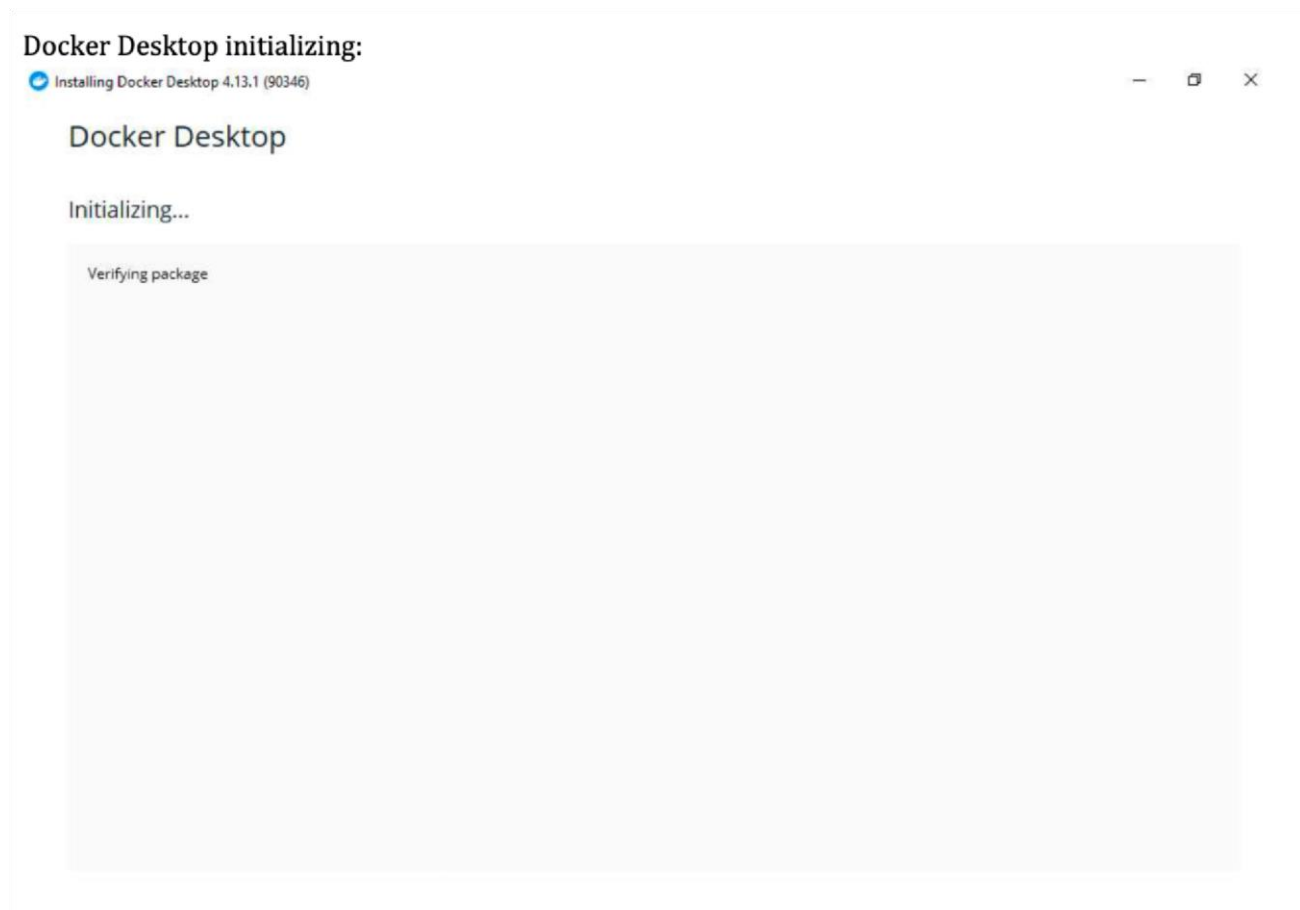 Docker Desktop initializing:
Installing Docker Desktop 4.13.1 (90346)
Docker Desktop
Initializing...
Verifying package